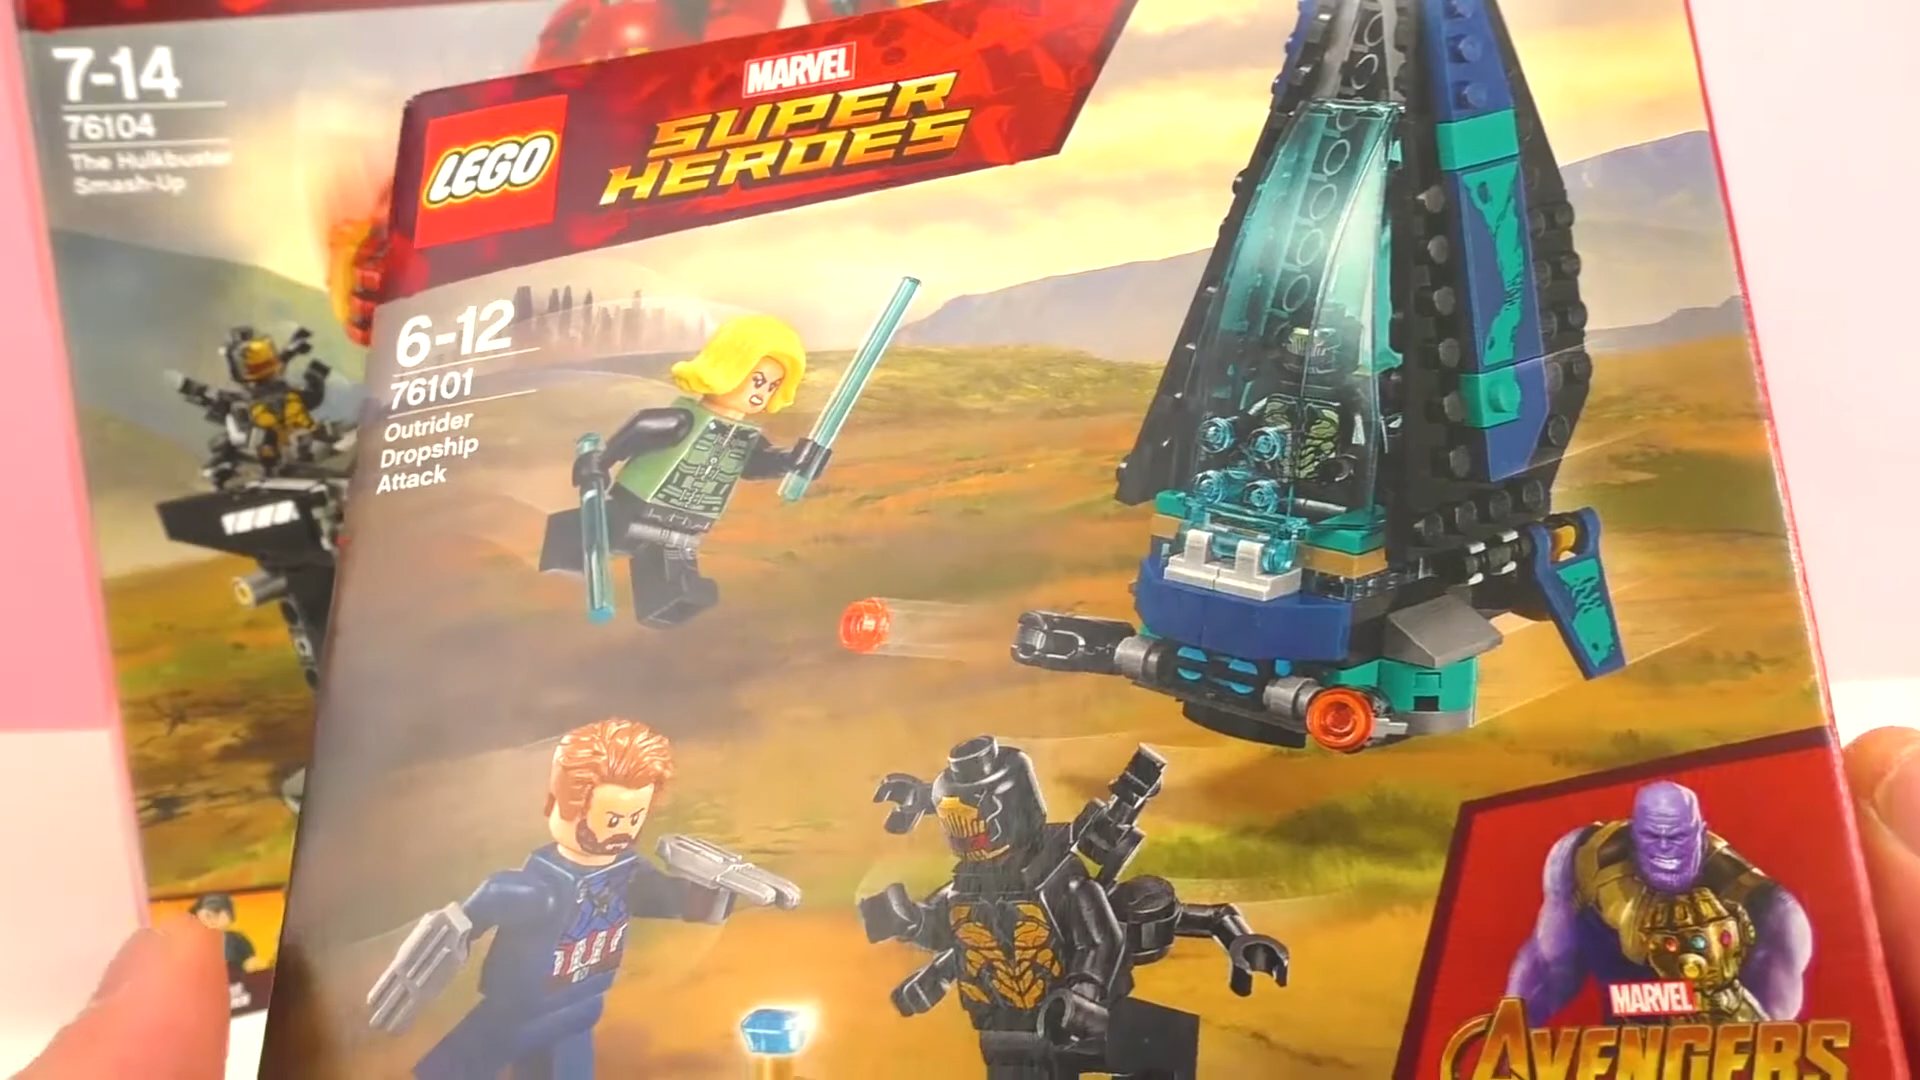 7-14
76104
The Hulkbuster
Smash-Up
LEGO
MARVEL
SUPER
HEROES
6-12
76101
Outrider
Dropship
Attack
MARVEL
AVENGERS